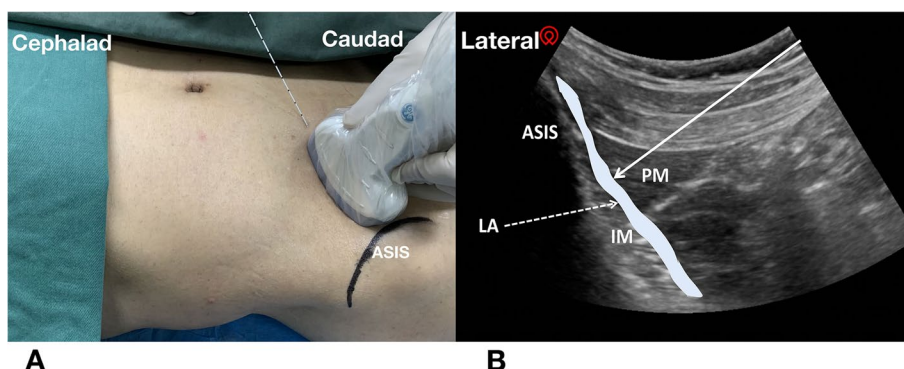 Cephalad
Caudad
ASIS
A
Lateral
ASIS
PM
LA
IM
B